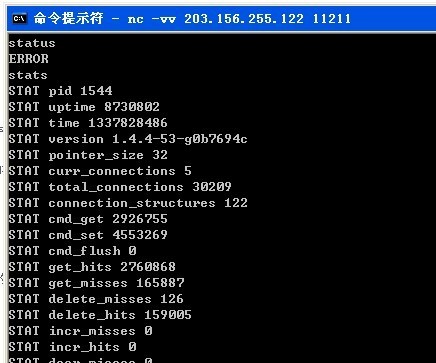 命令提示符 - nc -vv 203.156.255.122 11211
status
ERROR
stats
STAT pid 1544
STAT uptime 8730802
STAT time 1337828486
STAT version 1.4.4-53-g0b7694c
STAT pointer_size 32
STAT curr_connections 5
STAT total_connections 30209
STAT connection_structures 122
STAT cmd_get 2926755
STAT cmd_set 4553269
STAT cmd_flush 0
STAT get_hits 2760868
STAT get_misses 165887
STAT delete_misses 126
STAT delete_hits 159005
STAT incr_misses 0
STAT incr_hits 0
STAT decr_misses 0